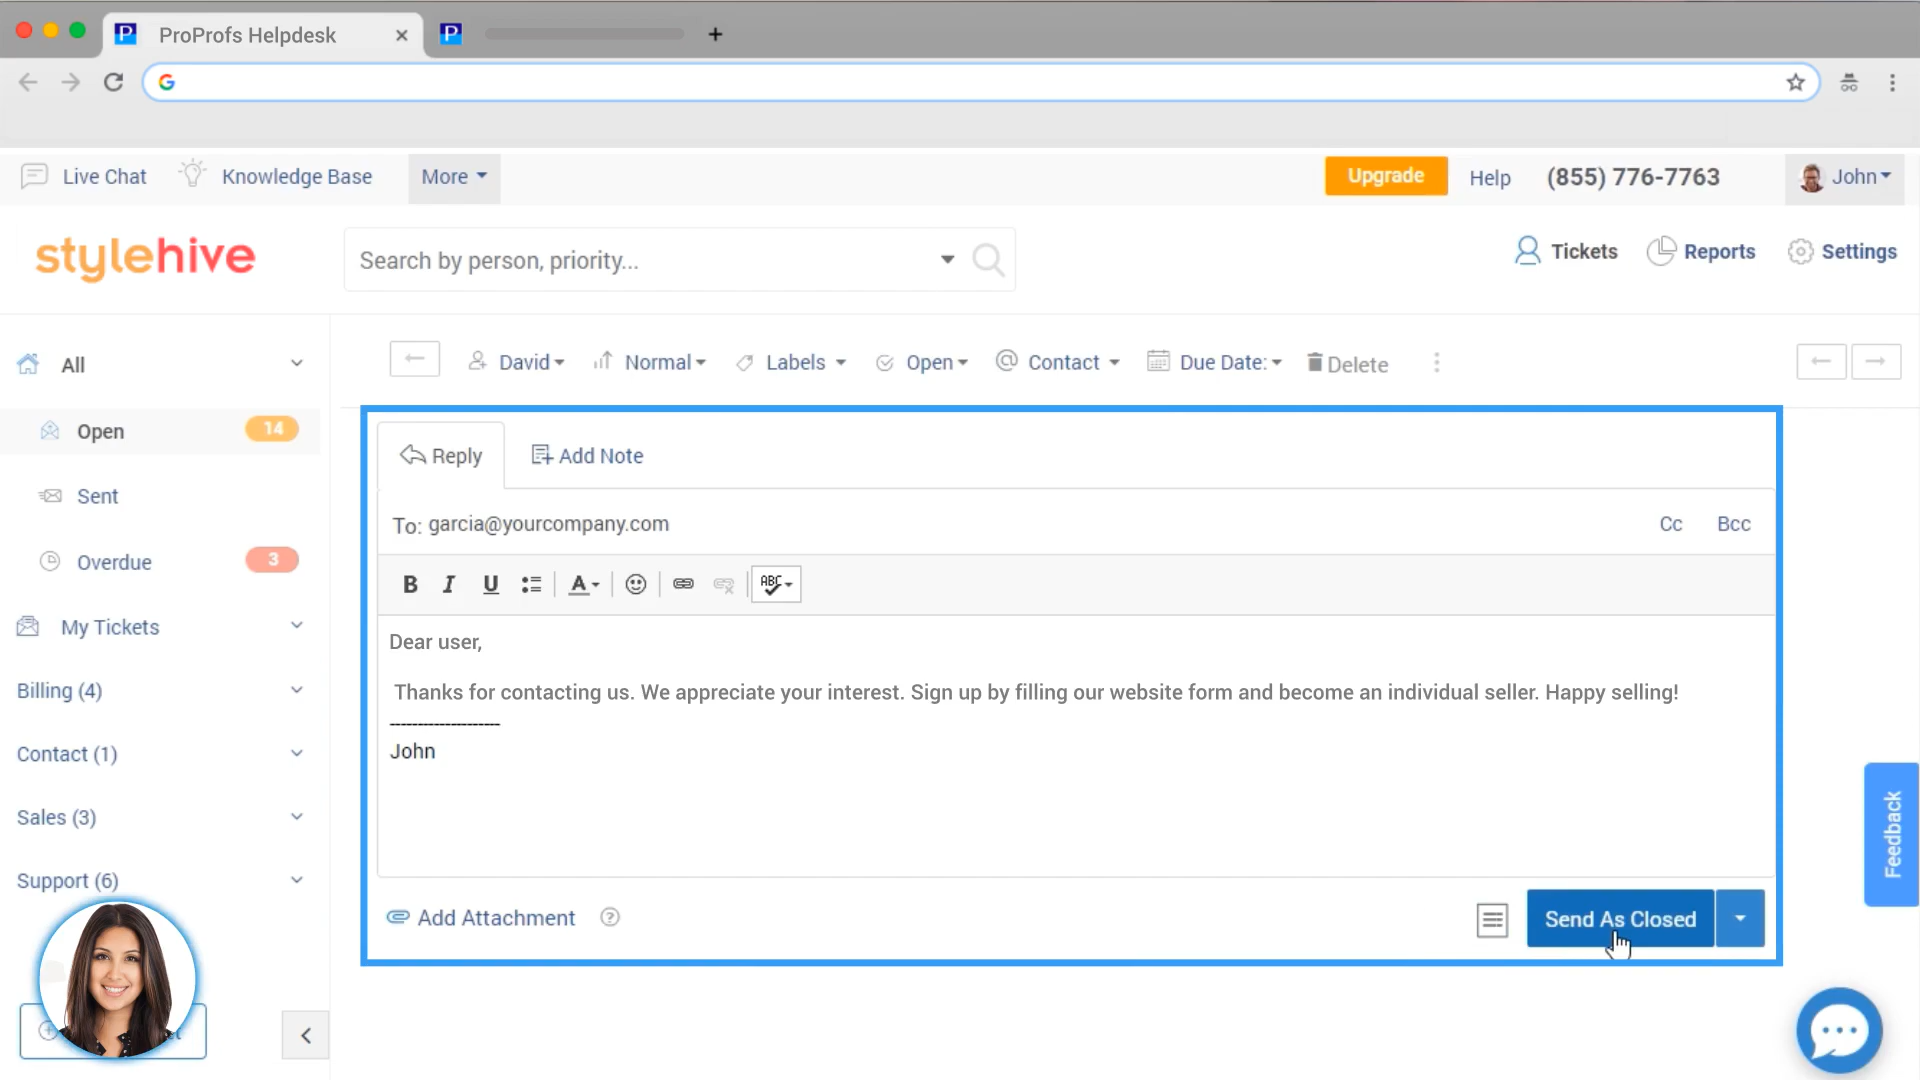 P ProProfs Helpdesk
P
G
Live Chat
Knowledge Base
More
Upgrade
Help
(855) 776-7763
John
stylehive
Search by person, priority...
Tickets
Reports
Settings
All
Open 14
Sent
Overdue 3
My Tickets
Billing (4)
Contact (1)
Sales (3)
Support (6)
David
Normal
Labels
Open
Contact
Due Date:
Delete
Reply
Add Note
To: garcia@yourcompany.com
Cc
Bcc
B I U A ABC
Dear user,
Thanks for contacting us. We appreciate your interest. Sign up by filling our website form and become an individual seller. Happy selling!
--------------------
John
Add Attachment
?
Send As Closed
Feedback